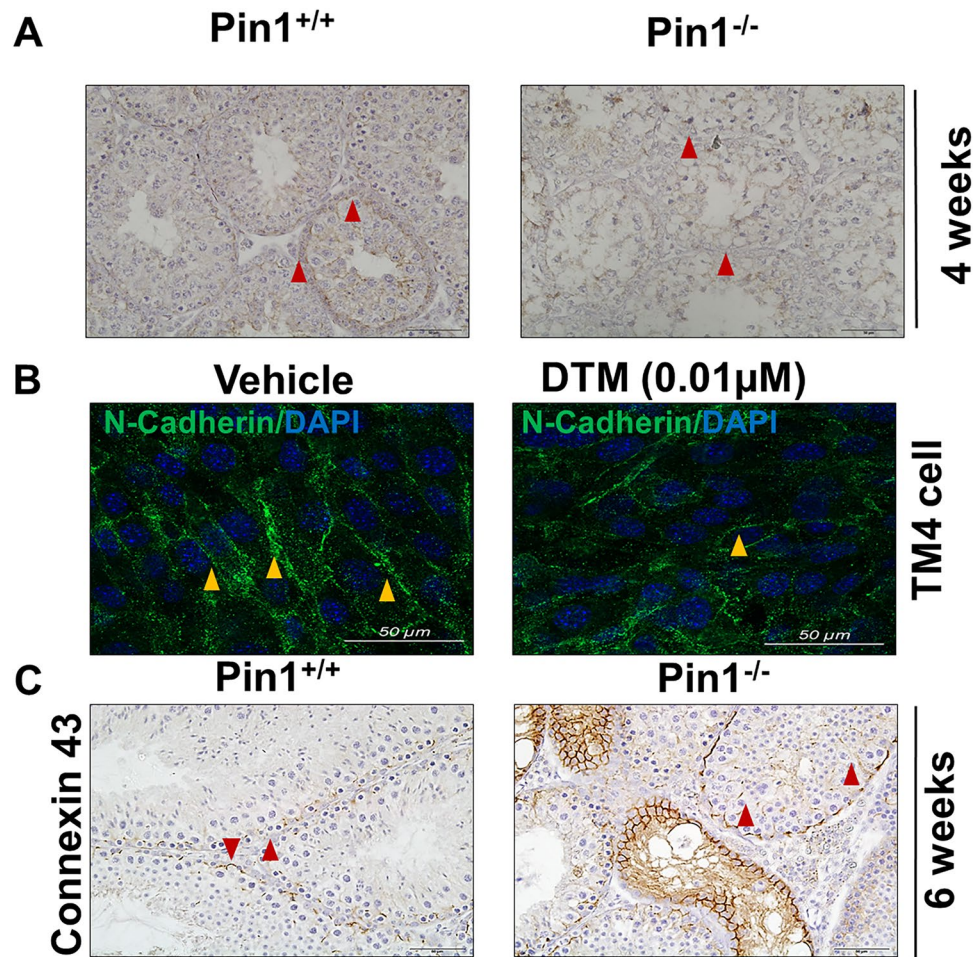 A
Pin1+/+
Pin1-/-
4 weeks
B
Vehicle
DTM (0.01µM)
N-Cadherin/DAPI
N-Cadherin/DAPI
50 µm
50 µm
TM4 cell
C
Pin1+/+
Pin1-/-
Connexin 43
6 weeks